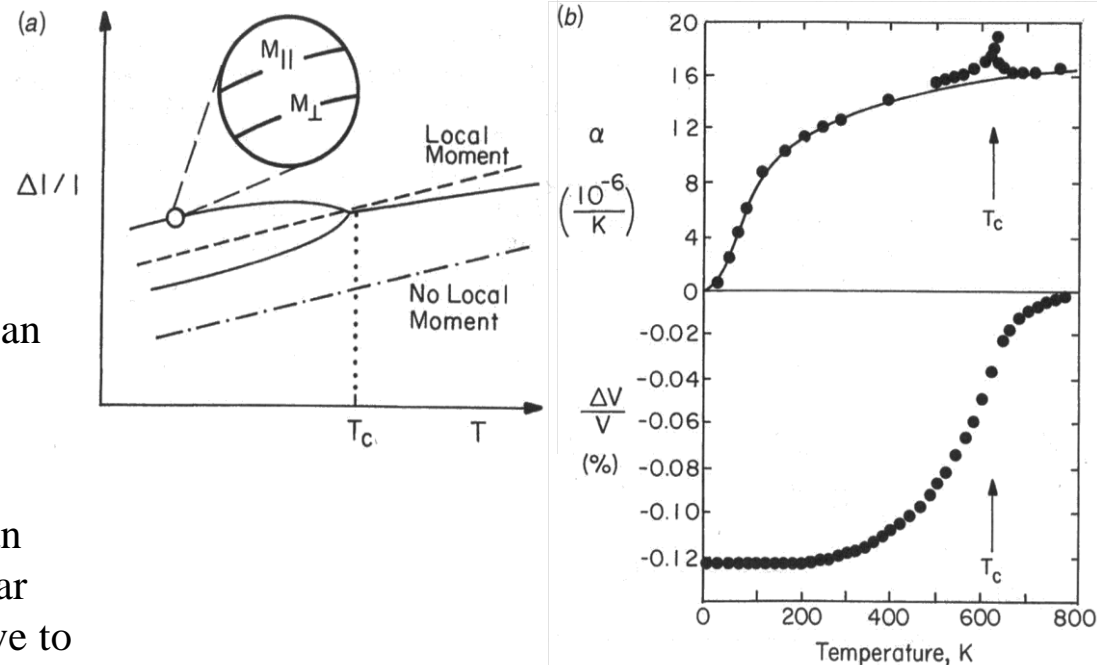 (a)
M||
M⊥
Local
Moment
Δl / l
No Local
Moment
Tc
T
an
n
ar
ve to
(b)
20
16
12
8
4
0
α
(10⁻⁶/K)
Tc
-0.02
-0.04
-0.06
-0.08
-0.10
-0.12
ΔV/V
(%)
Tc
0 200 400 600 800
Temperature, K